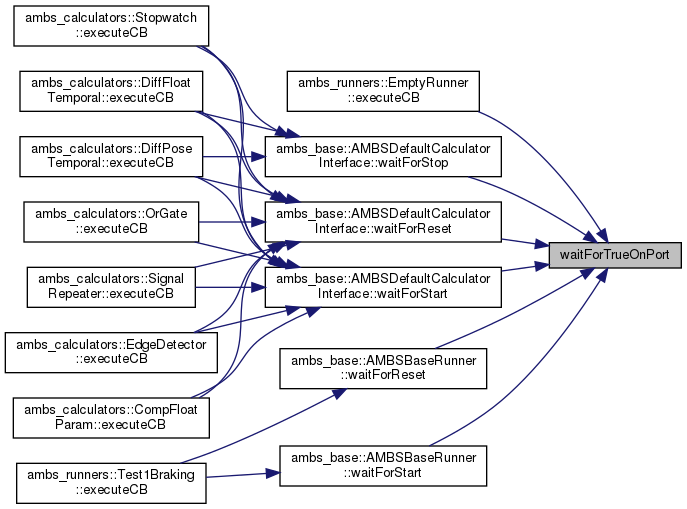 ambs_calculators::Stopwatch
::executeCB
ambs_calculators::DiffFloat
Temporal::executeCB
ambs_calculators::DiffPose
Temporal::executeCB
ambs_calculators::OrGate
::executeCB
ambs_calculators::Signal
Repeater::executeCB
ambs_calculators::EdgeDetector
::executeCB
ambs_calculators::CompFloat
Param::executeCB
ambs_runners::Test1Braking
::executeCB
ambs_runners::EmptyRunner
::executeCB
ambs_base::AMBSDefaultCalculator
Interface::waitForStop
ambs_base::AMBSDefaultCalculator
Interface::waitForReset
ambs_base::AMBSDefaultCalculator
Interface::waitForStart
ambs_base::AMBSBaseRunner
::waitForReset
ambs_base::AMBSBaseRunner
::waitForStart
waitForTrueOnPort